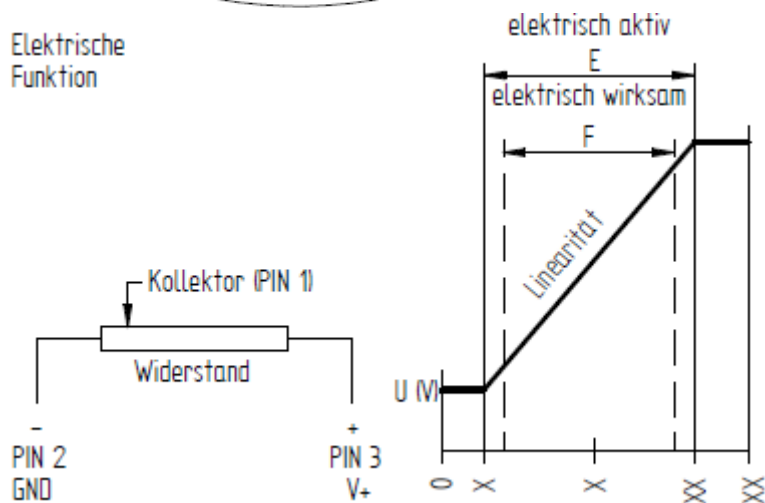 Elektrische
Funktion
elektrisch aktiv
E
elektrisch wirksam
F
Linearität
Kollektor (PIN 1)
Widerstand
U (V)
- +
PIN 2 PIN 3
GND V+
0 X X XX XX